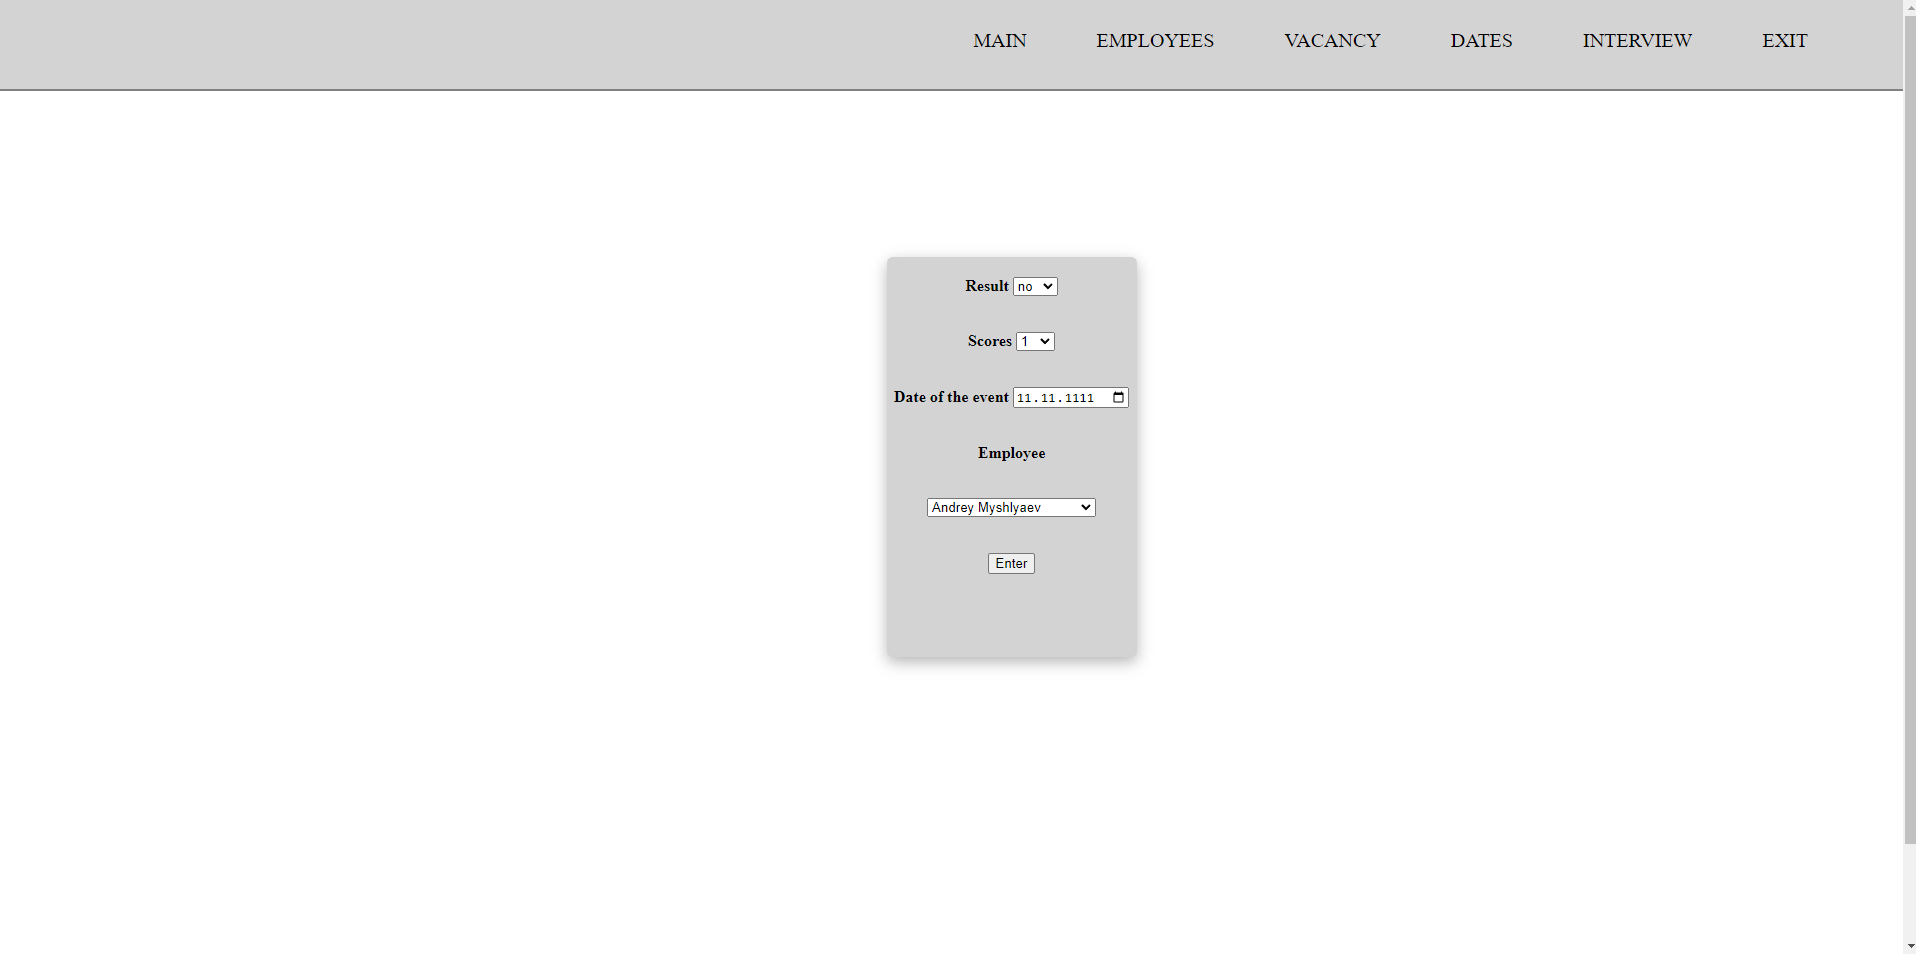 MAIN EMPLOYEES VACANCY DATES INTERVIEW EXIT
Result no
Scores 1
Date of the event 11.11.1111
Employee
Andrey Myshlyaev
Enter